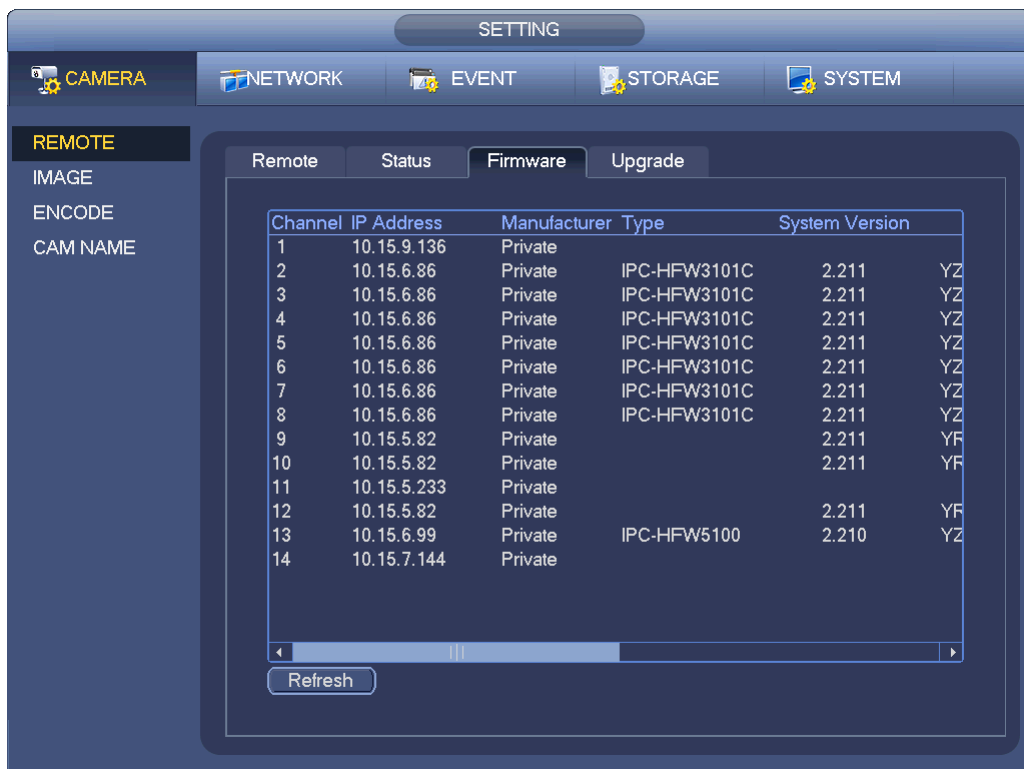 SETTING
CAMERA NETWORK EVENT STORAGE SYSTEM
REMOTE
IMAGE
ENCODE
CAM NAME
Remote Status Firmware Upgrade
Channel IP Address Manufacturer Type System Version
1 10.15.9.136 Private
2 10.15.6.86 Private IPC-HFW3101C 2.211 YZ
3 10.15.6.86 Private IPC-HFW3101C 2.211 YZ
4 10.15.6.86 Private IPC-HFW3101C 2.211 YZ
5 10.15.6.86 Private IPC-HFW3101C 2.211 YZ
6 10.15.6.86 Private IPC-HFW3101C 2.211 YZ
7 10.15.6.86 Private IPC-HFW3101C 2.211 YZ
8 10.15.6.86 Private IPC-HFW3101C 2.211 YZ
9 10.15.5.82 Private 2.211 YR
10 10.15.5.82 Private 2.211 YR
11 10.15.5.233 Private
12 10.15.5.82 Private 2.211 YR
13 10.15.6.99 Private IPC-HFW5100 2.210 YZ
14 10.15.7.144 Private
Refresh